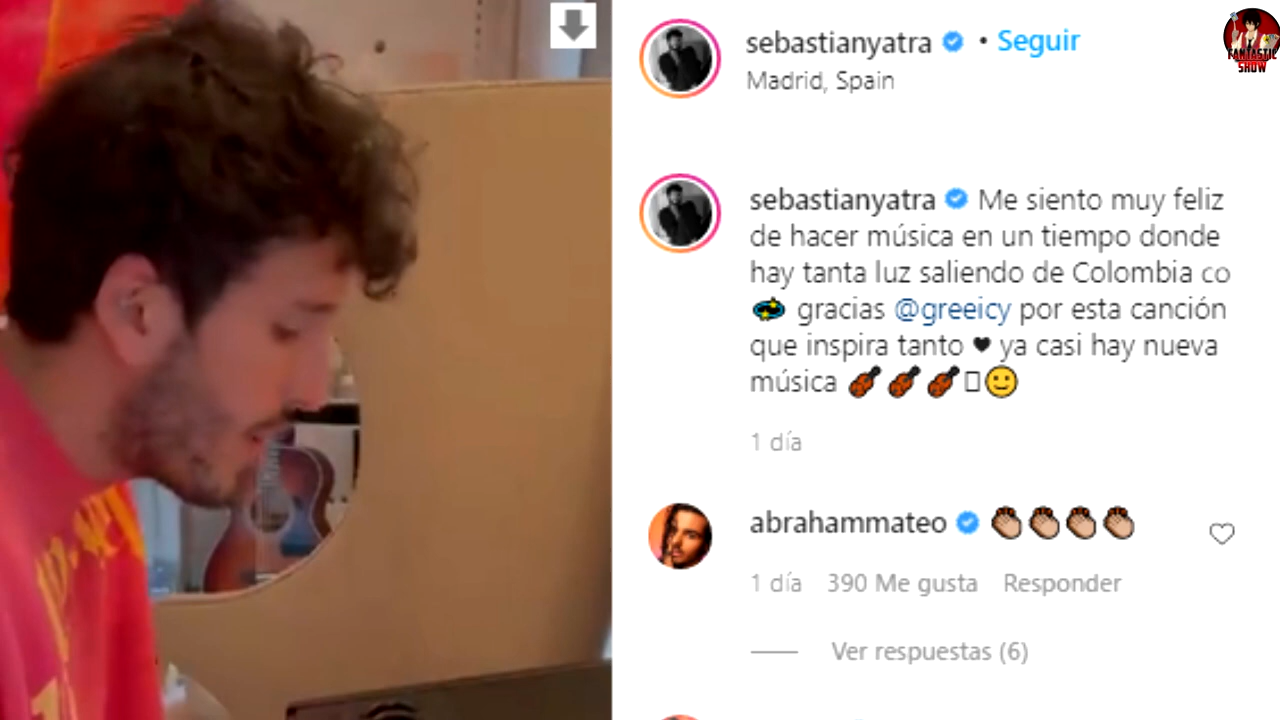 sebastianyatra • Seguir
Madrid, Spain
FANTASTIC
SHOW
sebastianyatra Me siento muy feliz
de hacer música en un tiempo donde
hay tanta luz saliendo de Colombia co
gracias @greeicy por esta canción
que inspira tanto ♥ ya casi hay nueva
música 🎻🎻🎻🙂
1 día
abrahammateo 👏👏👏👏
1 día 390 Me gusta Responder
Ver respuestas (6)